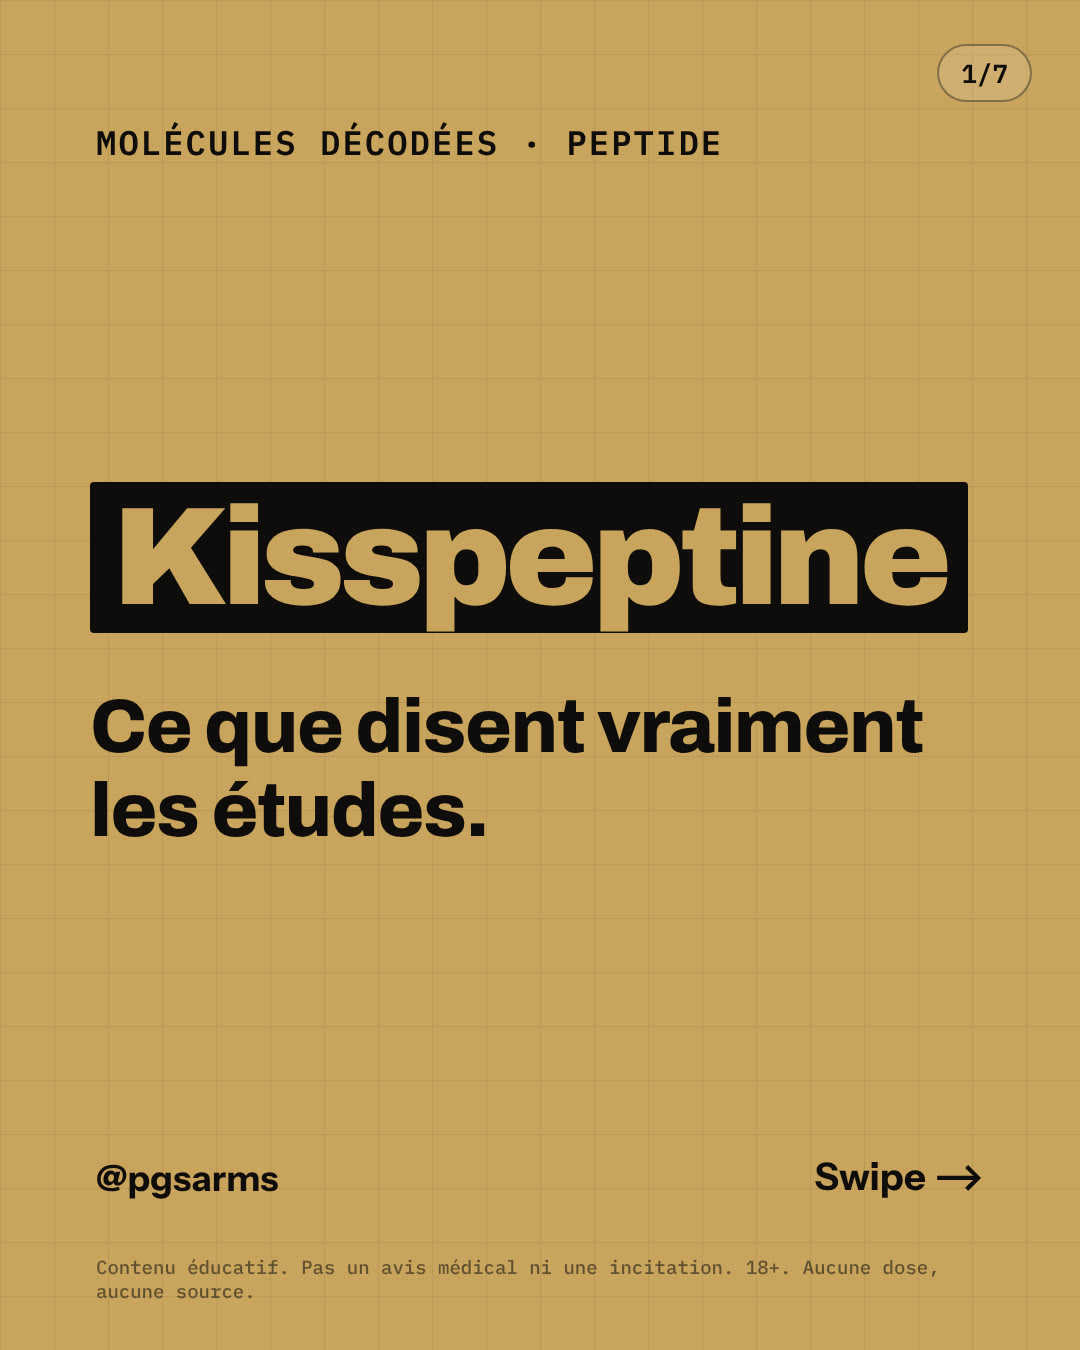 1/7
MOLÉCULES DÉCODÉES · PEPTIDE
Kisspeptine
Ce que disent vraiment
les études.
@pgsarms
Swipe →
Contenu éducatif. Pas un avis médical ni une incitation. 18+. Aucune dose,
aucune source.